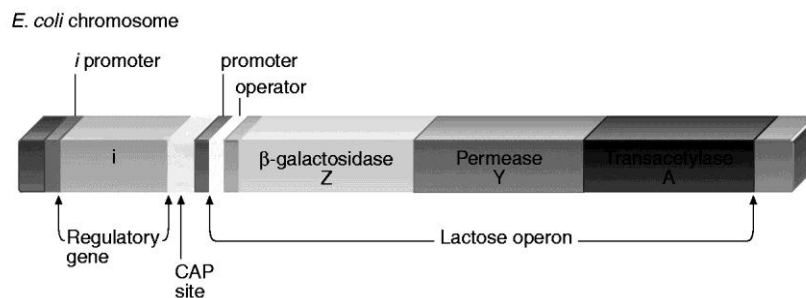 E. coli chromosome
i promoter
promoter
operator
i
β-galactosidase
Z
Permease
Y
Transacetylase
A
Regulatory
gene
CAP
site
Lactose operon